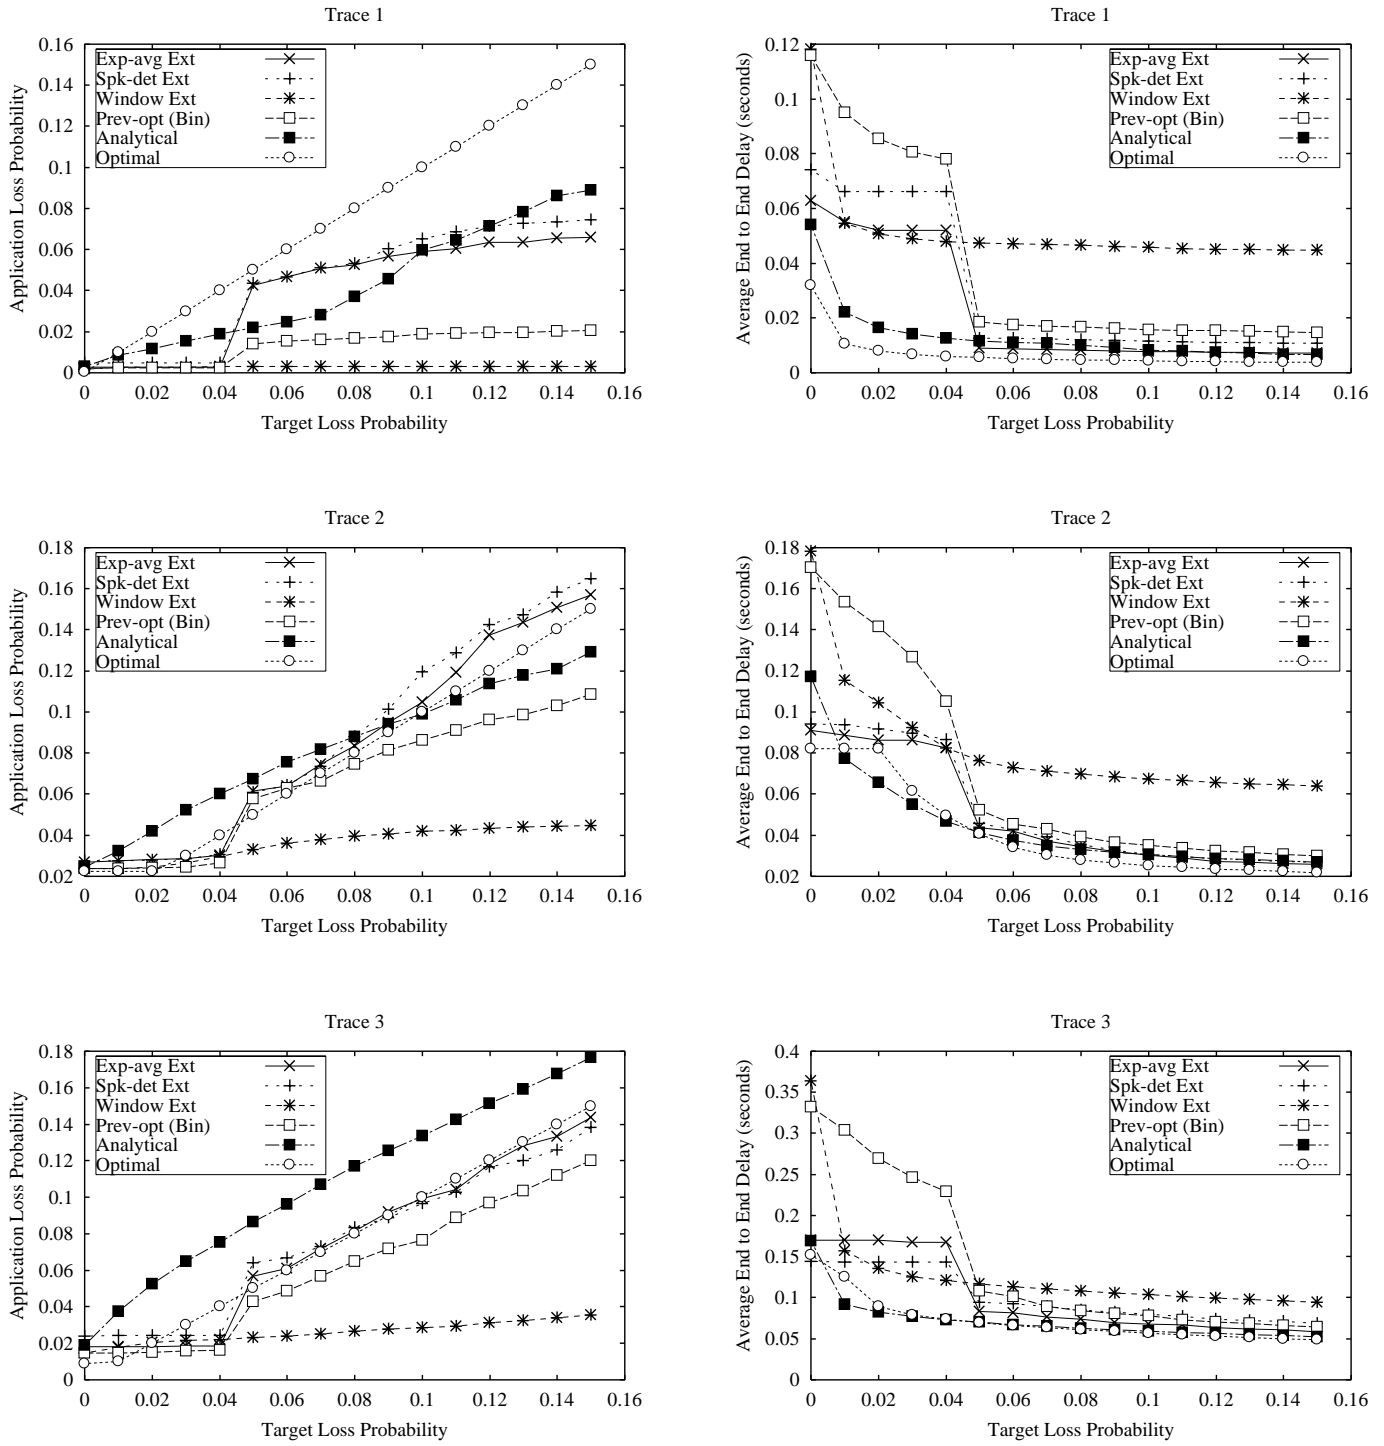 Trace 1
Application Loss Probability
0.16
0.14
0.12
0.1
0.08
0.06
0.04
0.02
0
Exp-avg Ext
Spk-det Ext
Window Ext
Prev-opt (Bin)
Analytical
Optimal
0 0.02 0.04 0.06 0.08 0.1 0.12 0.14 0.16
Target Loss Probability
Trace 1
Average End to End Delay (seconds)
0.12
0.1
0.08
0.06
0.04
0.02
0
Exp-avg Ext
Spk-det Ext
Window Ext
Prev-opt (Bin)
Analytical
Optimal
0 0.02 0.04 0.06 0.08 0.1 0.12 0.14 0.16
Target Loss Probability
Trace 2
Application Loss Probability
0.18
0.16
0.14
0.12
0.1
0.08
0.06
0.04
0.02
Exp-avg Ext
Spk-det Ext
Window Ext
Prev-opt (Bin)
Analytical
Optimal
0 0.02 0.04 0.06 0.08 0.1 0.12 0.14 0.16
Target Loss Probability
Trace 2
Average End to End Delay (seconds)
0.18
0.16
0.14
0.12
0.1
0.08
0.06
0.04
0.02
Exp-avg Ext
Spk-det Ext
Window Ext
Prev-opt (Bin)
Analytical
Optimal
0 0.02 0.04 0.06 0.08 0.1 0.12 0.14 0.16
Target Loss Probability
Trace 3
Application Loss Probability
0.18
0.16
0.14
0.12
0.1
0.08
0.06
0.04
0.02
0
Exp-avg Ext
Spk-det Ext
Window Ext
Prev-opt (Bin)
Analytical
Optimal
0 0.02 0.04 0.06 0.08 0.1 0.12 0.14 0.16
Target Loss Probability
Trace 3
Average End to End Delay (seconds)
0.4
0.35
0.3
0.25
0.2
0.15
0.1
0.05
0
Exp-avg Ext
Spk-det Ext
Window Ext
Prev-opt (Bin)
Analytical
Optimal
0 0.02 0.04 0.06 0.08 0.1 0.12 0.14 0.16
Target Loss Probability